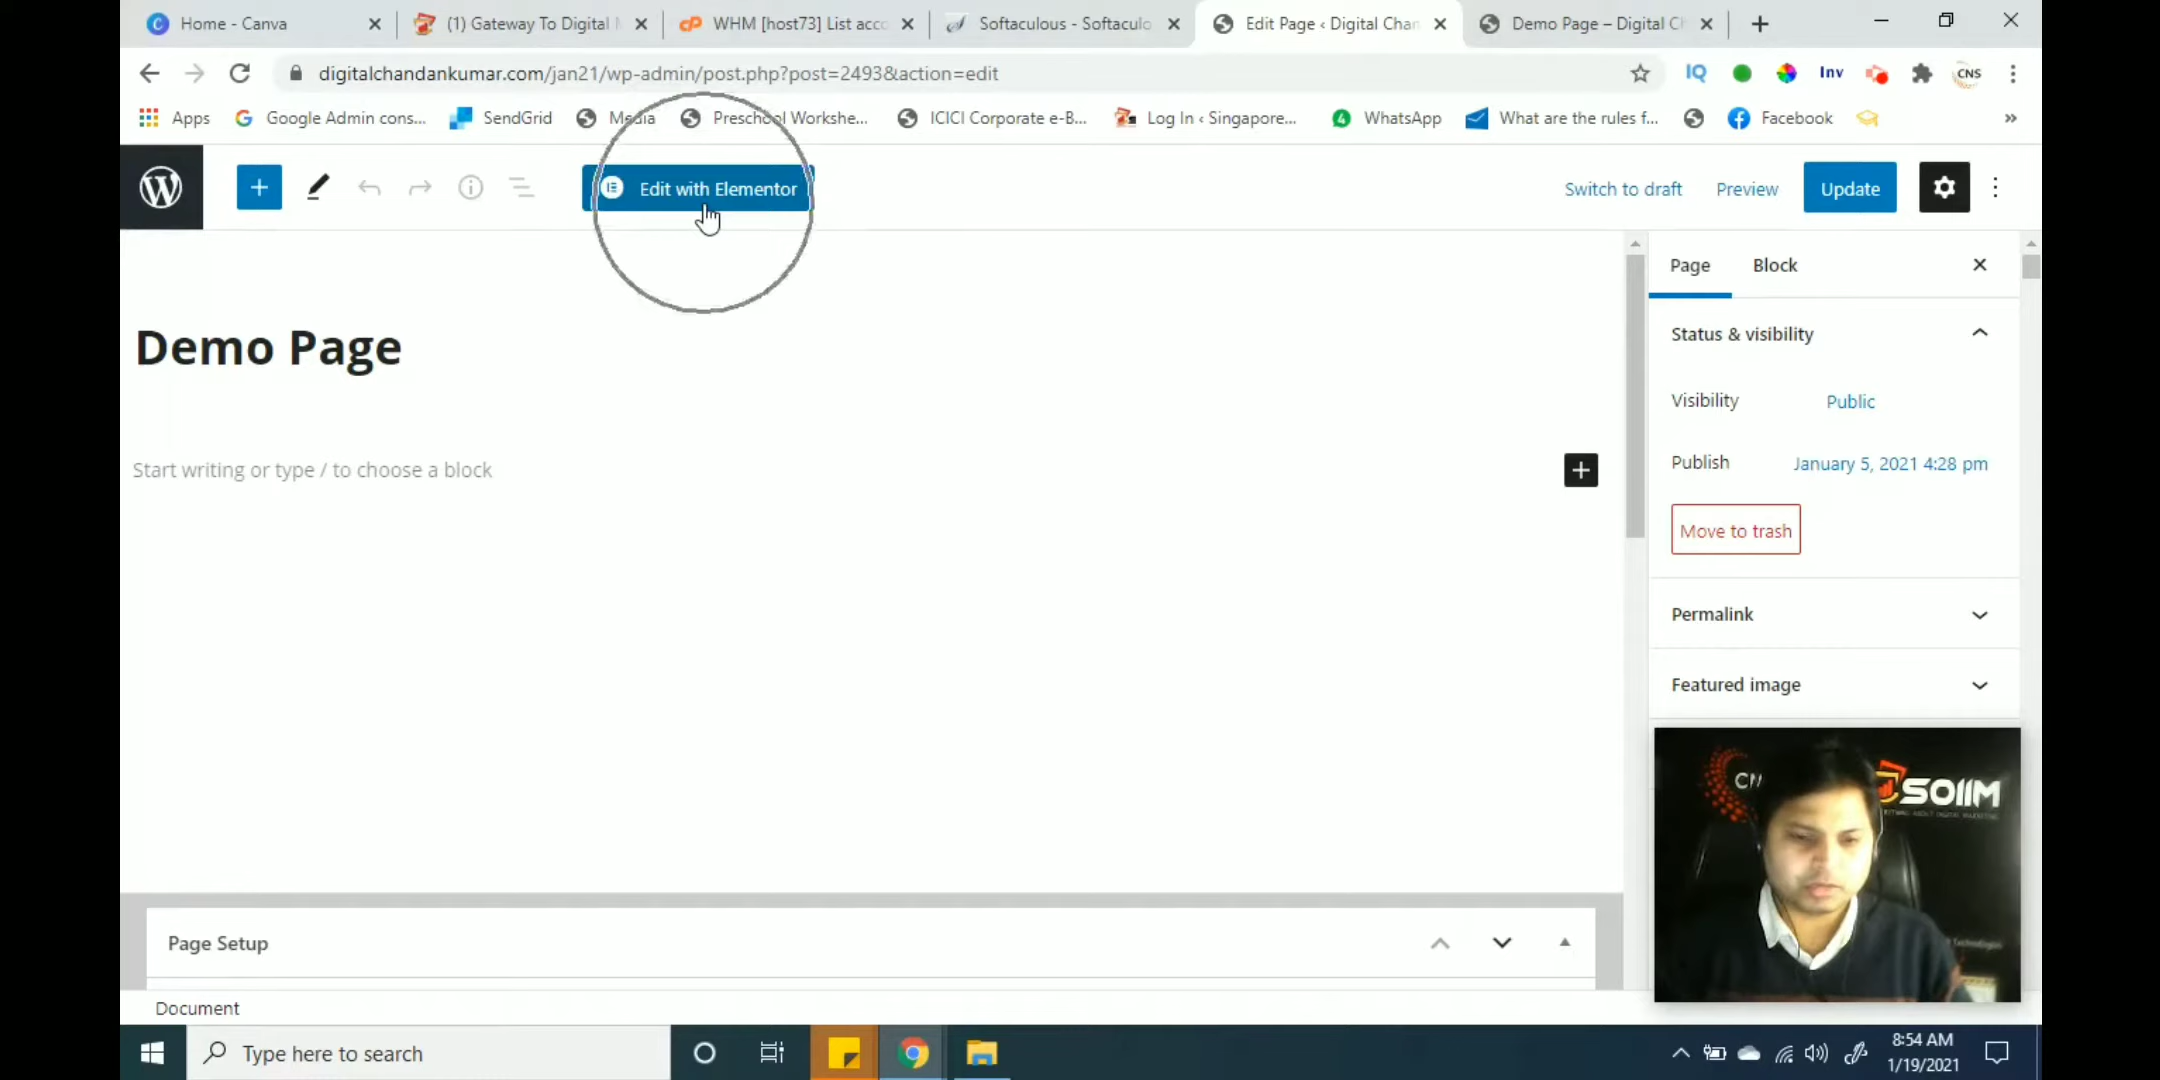 Home - Canva
(1) Gateway To Digital
WHM [host73] List acco
Softaculous - Softaculo
Edit Page ‹ Digital Chan
Demo Page – Digital Ch
digitalchandankumar.com/jan21/wp-admin/post.php?post=2493&action=edit
IQ
Inv
CNS
Apps
Google Admin cons...
SendGrid
Media
Preschool Workshe...
ICICI Corporate e-B...
Log In ‹ Singapore...
WhatsApp
What are the rules f...
Facebook
»
Edit with Elementor
Switch to draft
Preview
Update
Page
Block
Status & visibility
Demo Page
Visibility
Public
Start writing or type / to choose a block
Publish
January 5, 2021 4:28 pm
Move to trash
Permalink
Featured image
SOIIM
Page Setup
Document
Type here to search
8:54 AM
1/19/2021